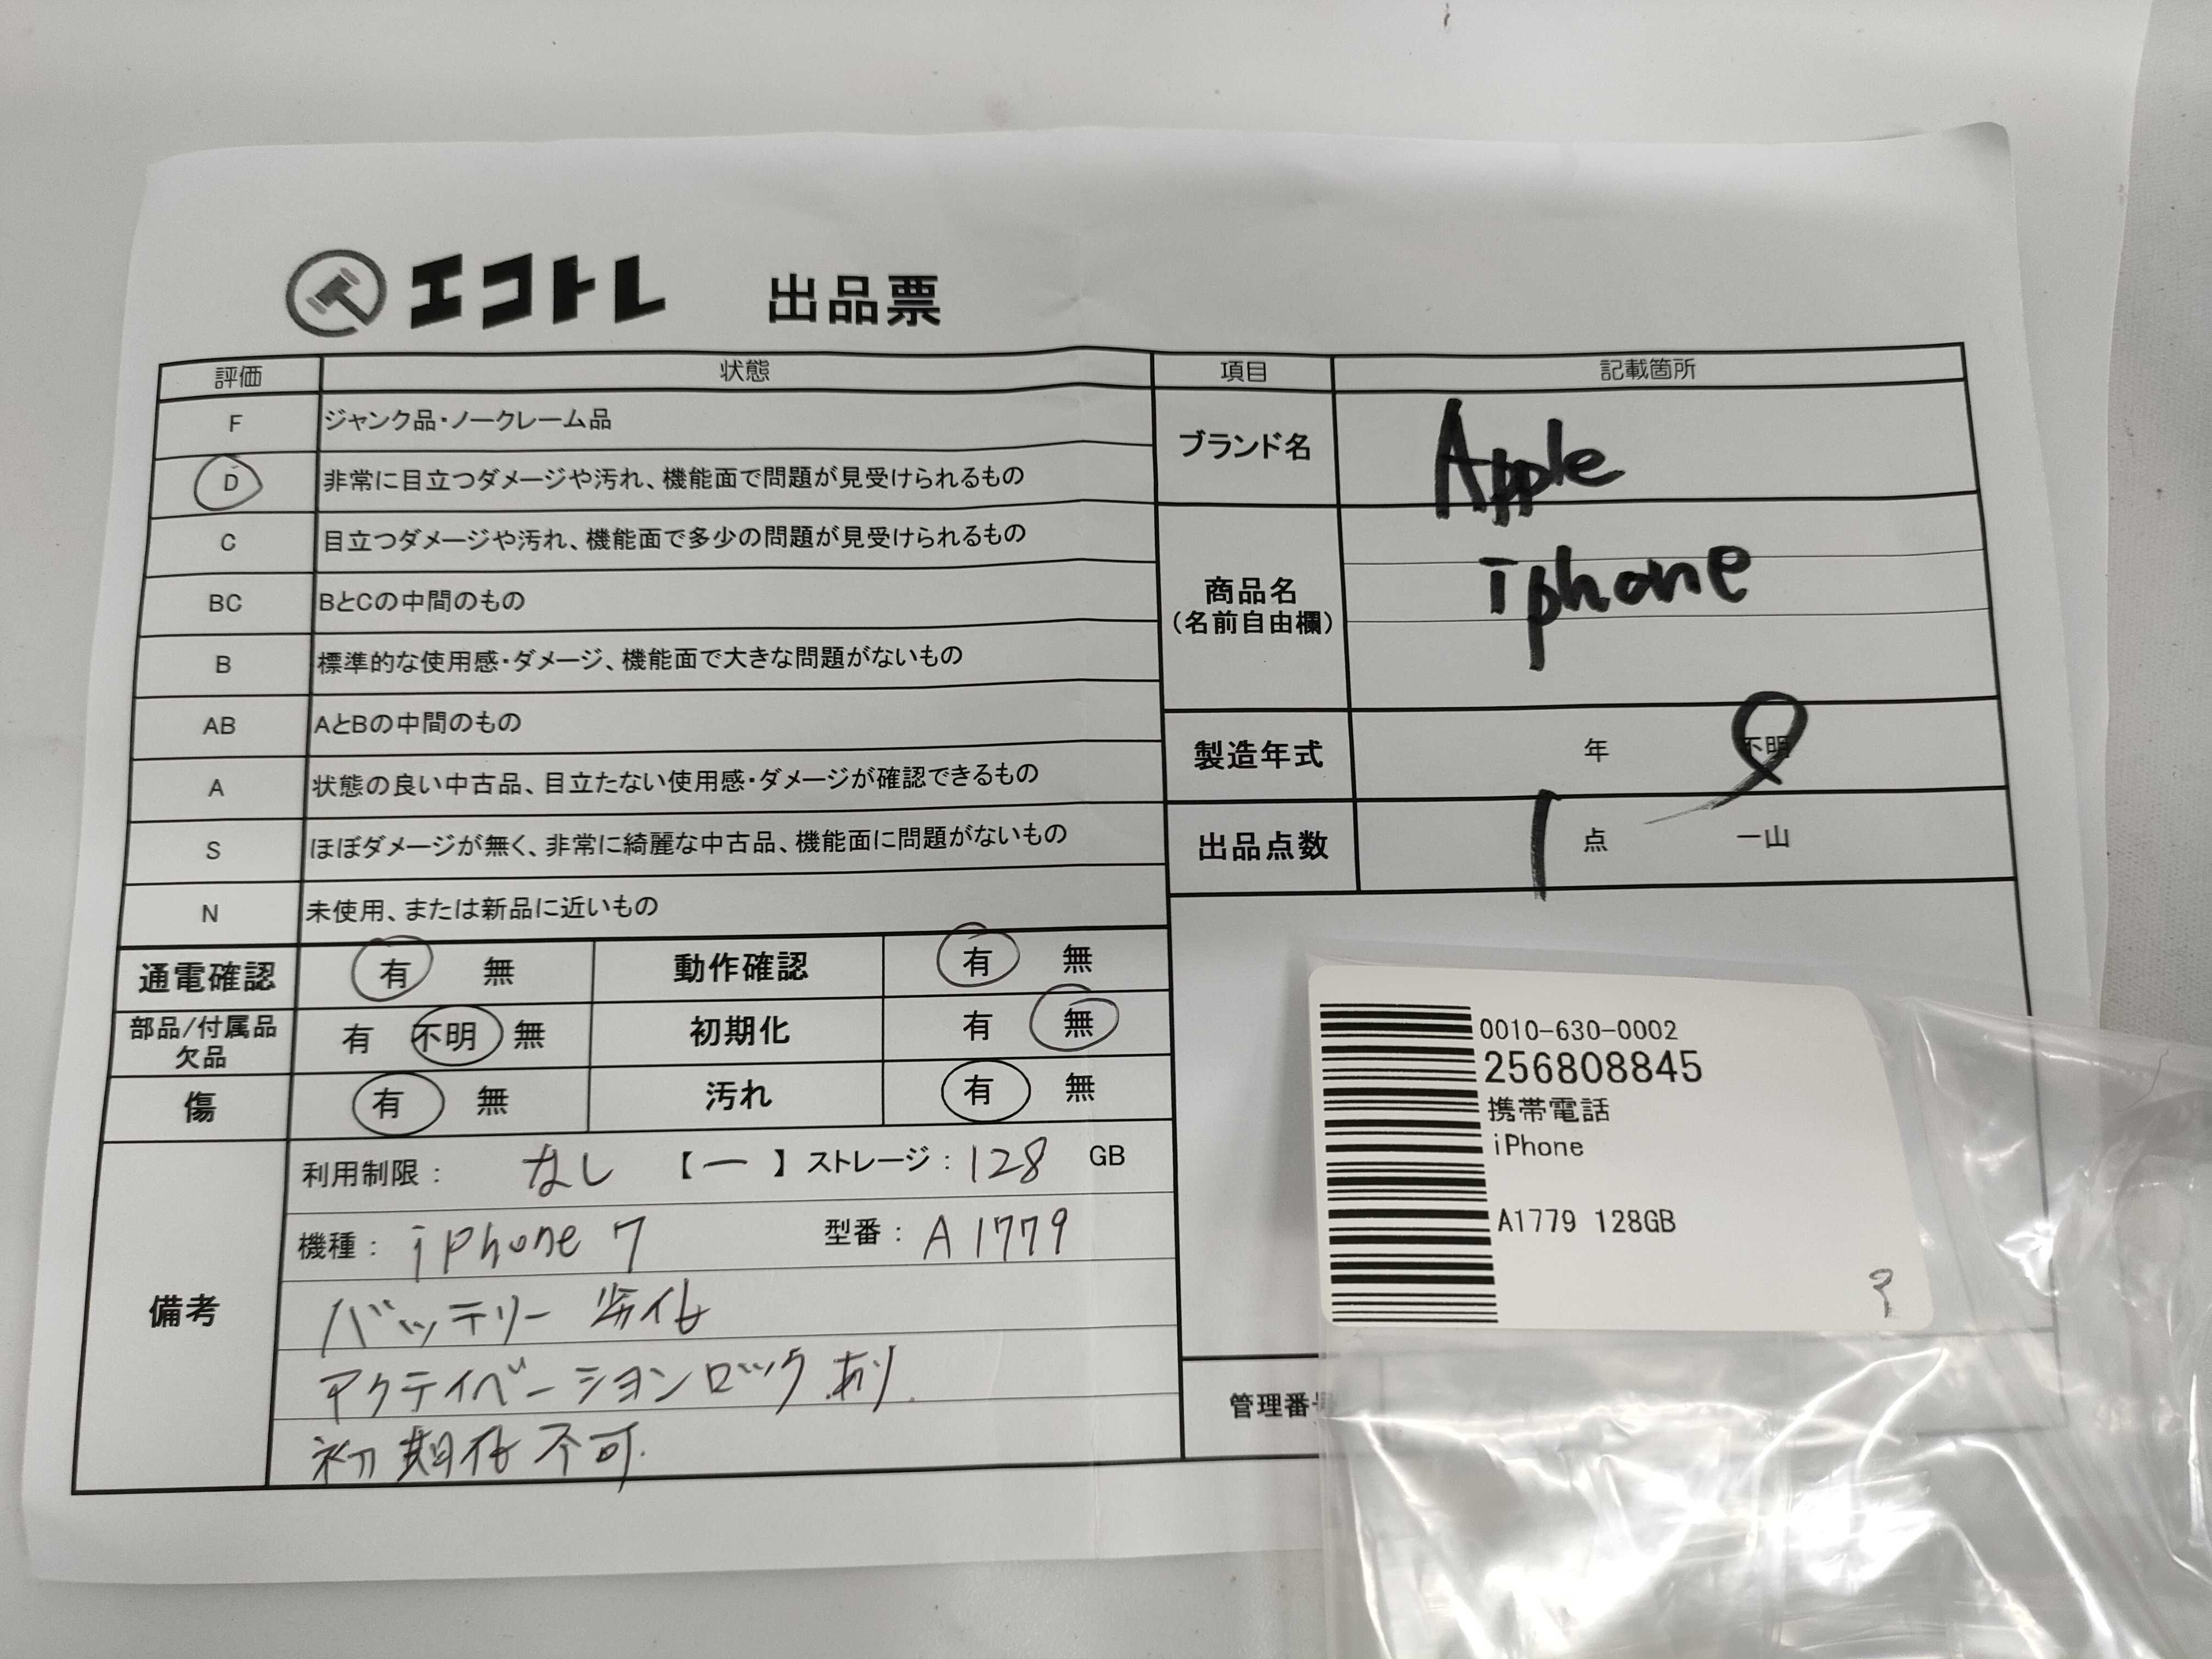 エコトレ 出品票
評価 状態 項目 記載箇所
F ジャンク品・ノークレーム品
D 非常に目立つダメージや汚れ、機能面で問題が見受けられるもの
C 目立つダメージや汚れ、機能面で多少の問題が見受けられるもの
BC BとCの中間のもの
B 標準的な使用感・ダメージ、機能面で大きな問題がないもの
AB AとBの中間のもの
A 状態の良い中古品、目立たない使用感・ダメージが確認できるもの
S ほぼダメージが無く、非常に綺麗な中古品、機能面に問題がないもの
N 未使用、または新品に近いもの
ブランド名 Apple
商品名 iphone
(名前自由欄)
製造年式 年 不明
出品点数 1 点 一山
通電確認 有 無 動作確認 有 無
部品/付属品
欠品 有 不明 無 初期化 有 無
傷 有 無 汚れ 有 無
備考
利用制限: なし 【ー】ストレージ: 128 GB
機種: iphone 7 型番: A1779
バッテリー 劣化
アクティベーションロックあり.
初期化不可.
管理番号
0010-630-0002
256808845
携帯電話
iPhone
A1779 128GB